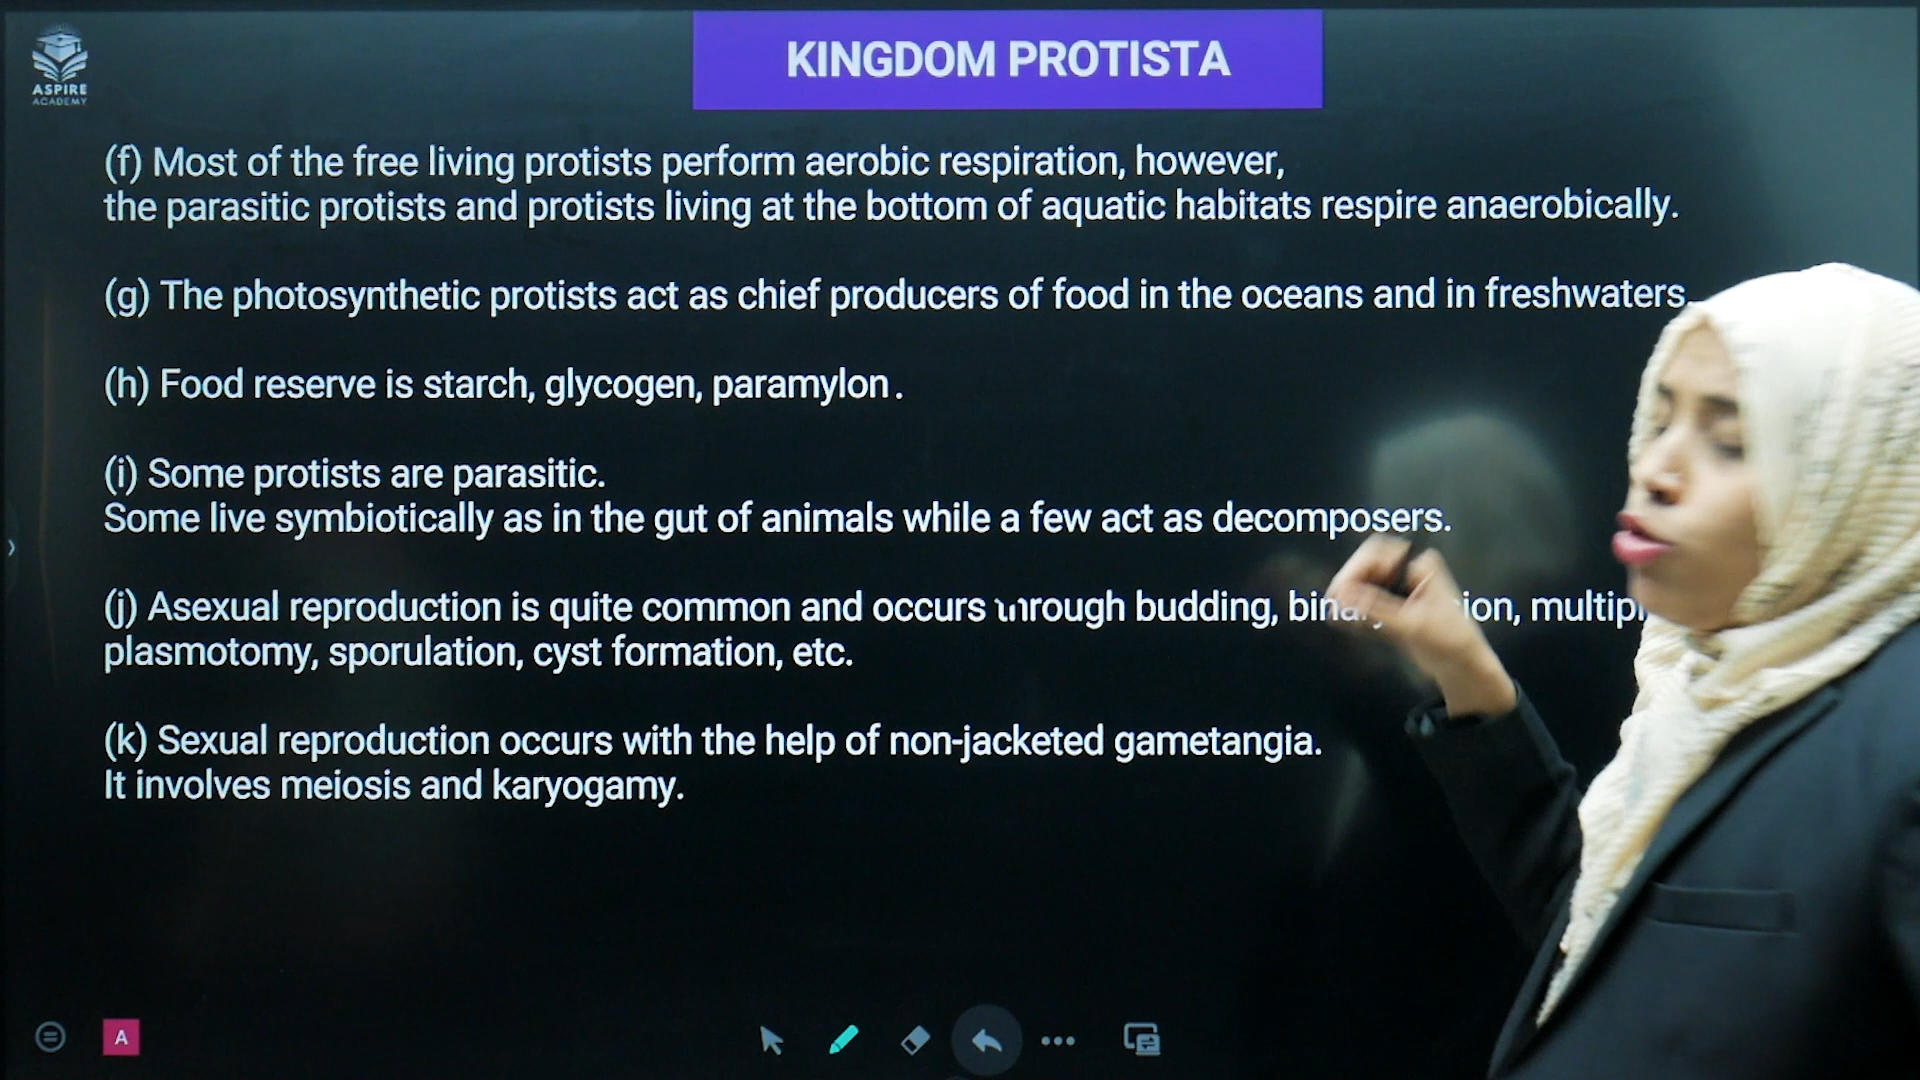 ASPIRE
ACADEMY
KINGDOM PROTISTA
(f) Most of the free living protists perform aerobic respiration, however,
the parasitic protists and protists living at the bottom of aquatic habitats respire anaerobically.
(g) The photosynthetic protists act as chief producers of food in the oceans and in freshwaters.
(h) Food reserve is starch, glycogen, paramylon.
(i) Some protists are parasitic.
Some live symbiotically as in the gut of animals while a few act as decomposers.
(j) Asexual reproduction is quite common and occurs through budding,
plasmotomy, sporulation, cyst formation, etc.
(k) Sexual reproduction occurs with the help of non-jacketed gametangia.
It involves meiosis and karyogamy.
A